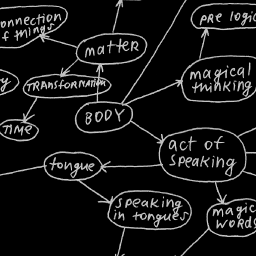 connection
of things
pre logic
matter
magical
thinking
TRANSFORMATION
BODY
TIME
act of
speaking
tongue
speaking
in tongues
magic
WORDS